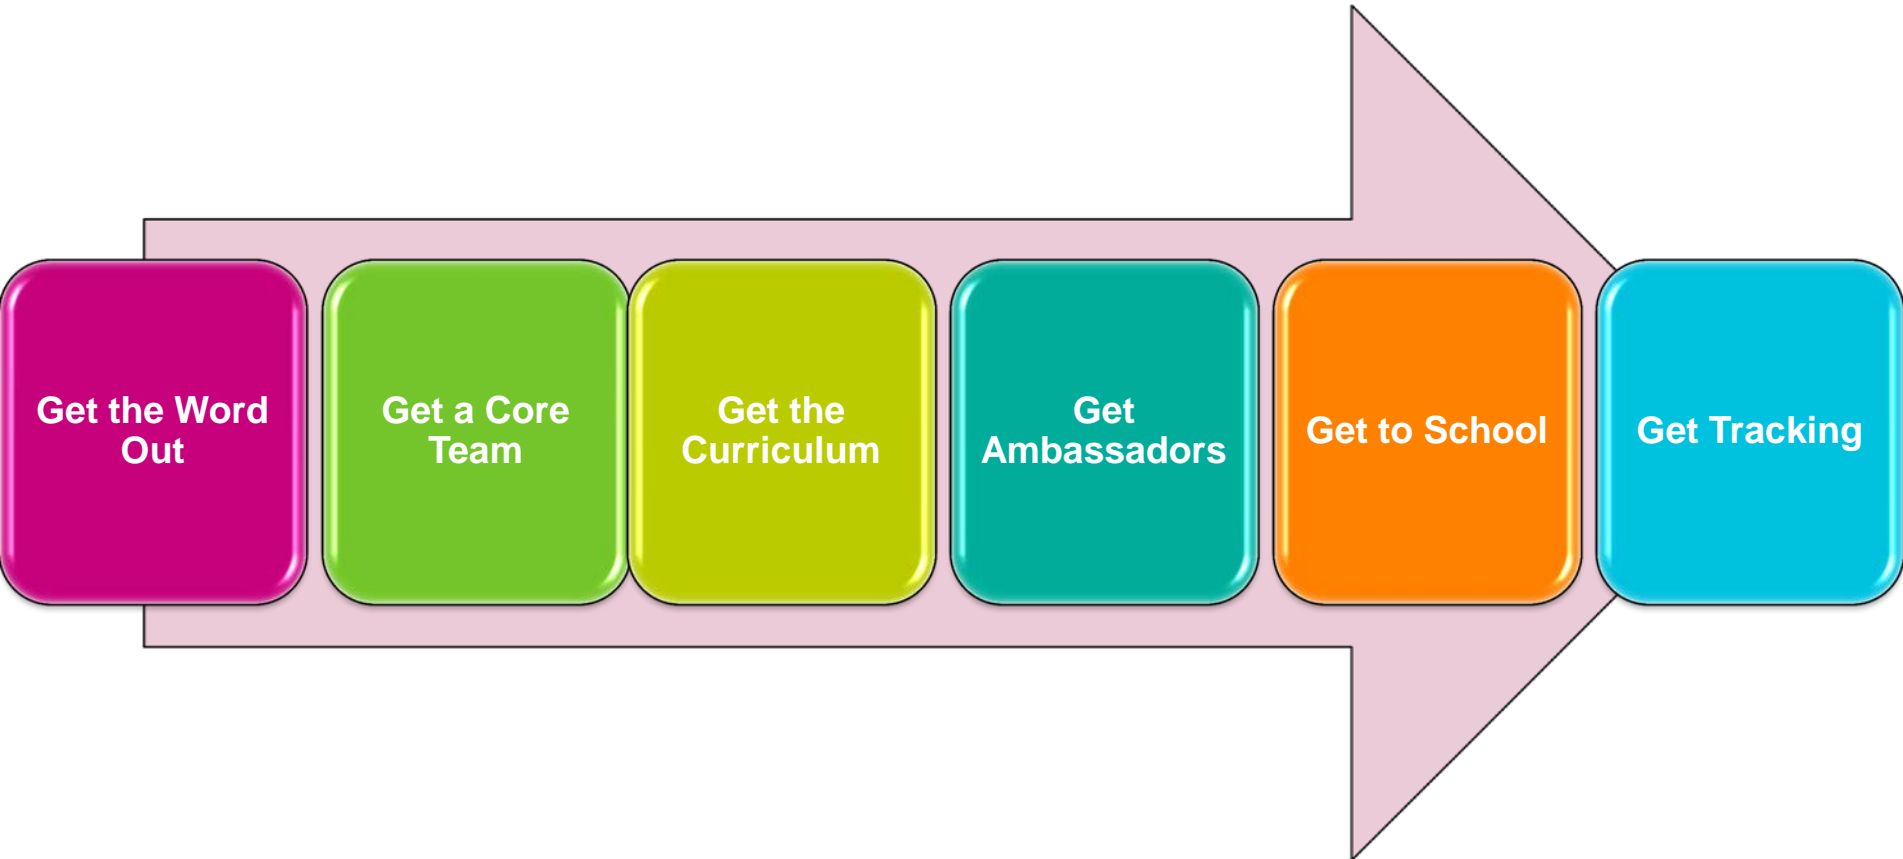 Get the Word
Out
Get a Core
Team
Get the
Curriculum
Get
Ambassadors
Get to School
Get Tracking